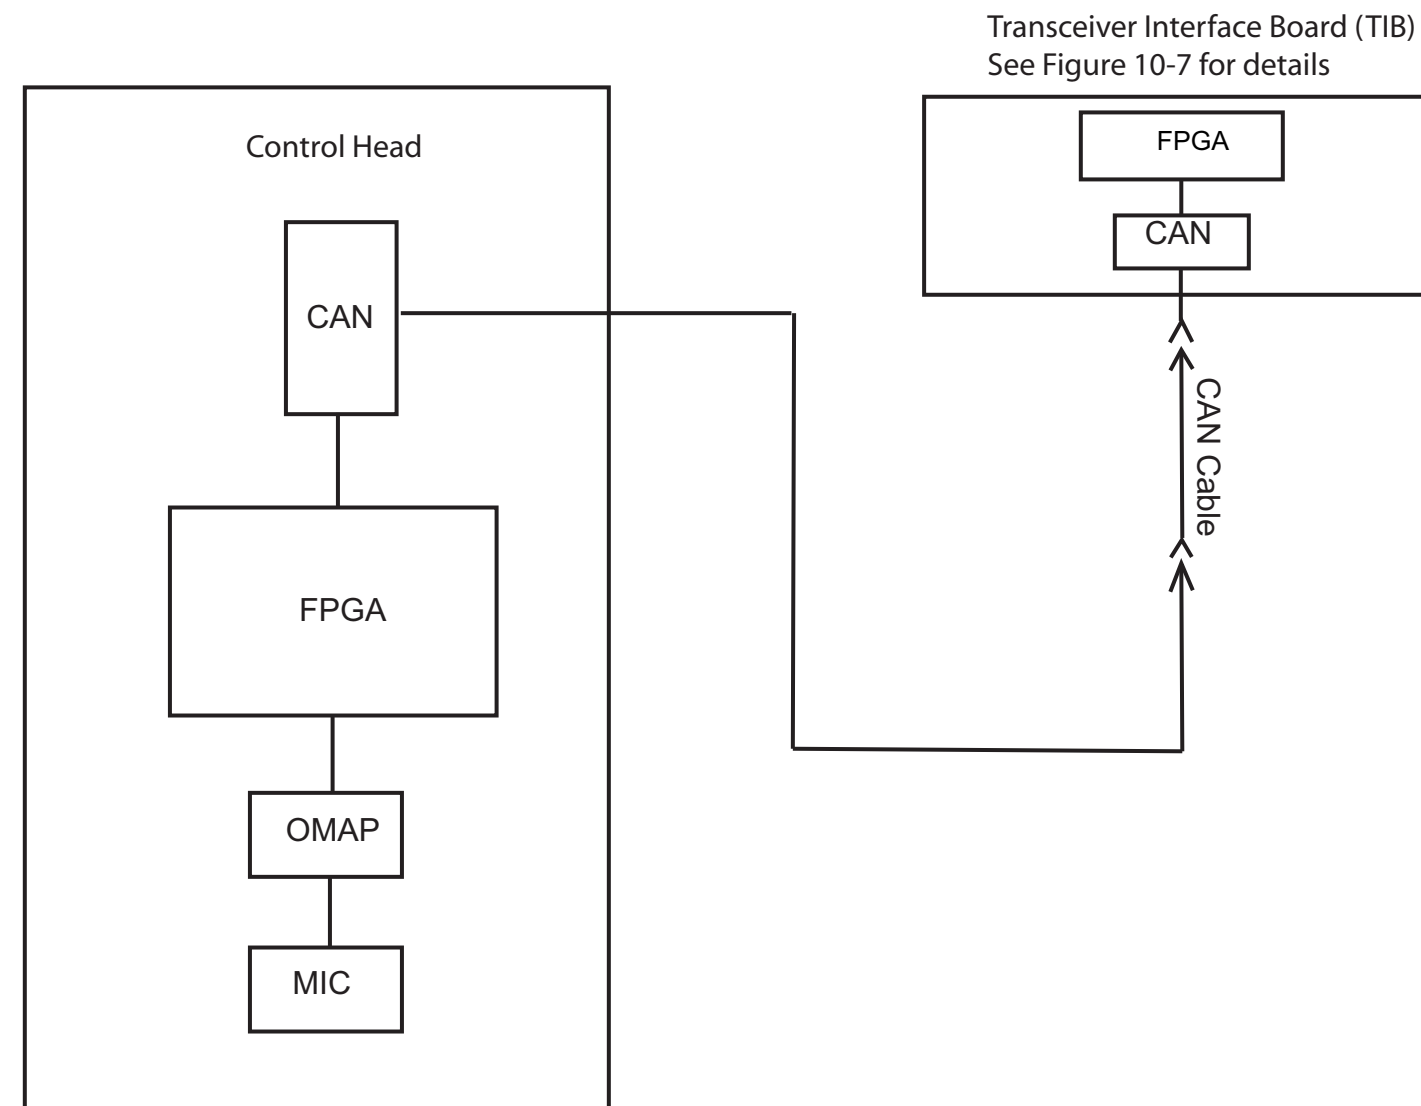 Transceiver Interface Board (TIB)
See Figure 10-7 for details
Control Head
FPGA
CAN
CAN
CAN Cable
FPGA
OMAP
MIC